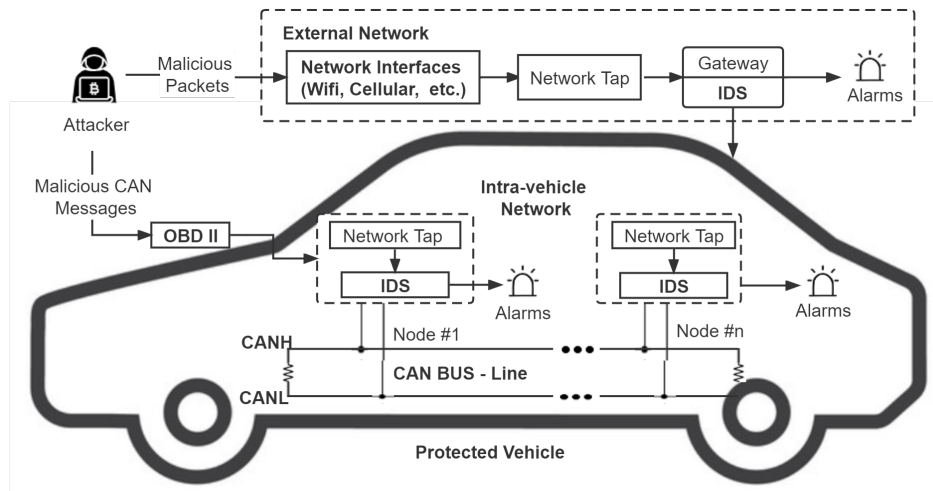 External Network
Malicious
Packets
Network Interfaces
(Wifi, Cellular, etc.)
Network Tap
Gateway
IDS
Alarms
₿
Attacker
Malicious CAN
Messages
OBD II
Intra-vehicle
Network
Network Tap
IDS
Alarms
Network Tap
IDS
Alarms
Node #1
Node #n
CANH
CAN BUS - Line
CANL
Protected Vehicle